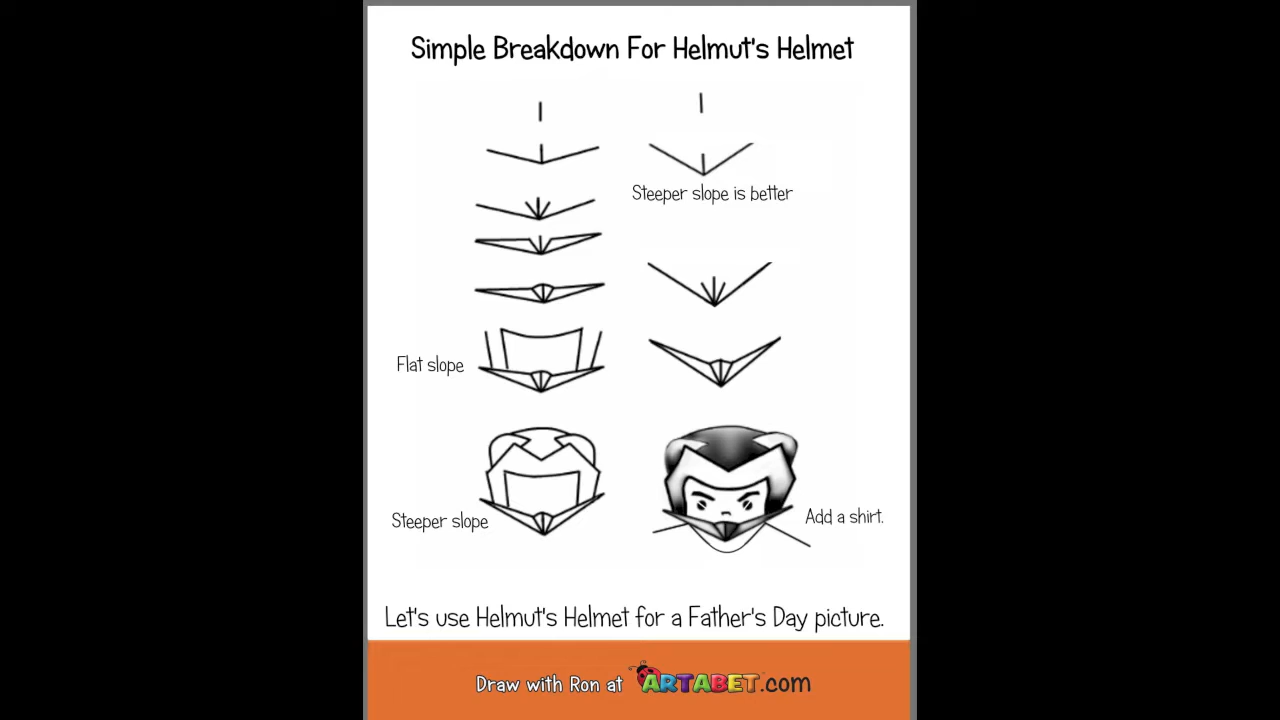 Simple Breakdown For Helmut's Helmet
Steeper slope is better
Flat slope
Steeper slope
Add a shirt.
Let's use Helmut's Helmet for a Father's Day picture.
Draw with Ron at ARTABET.com